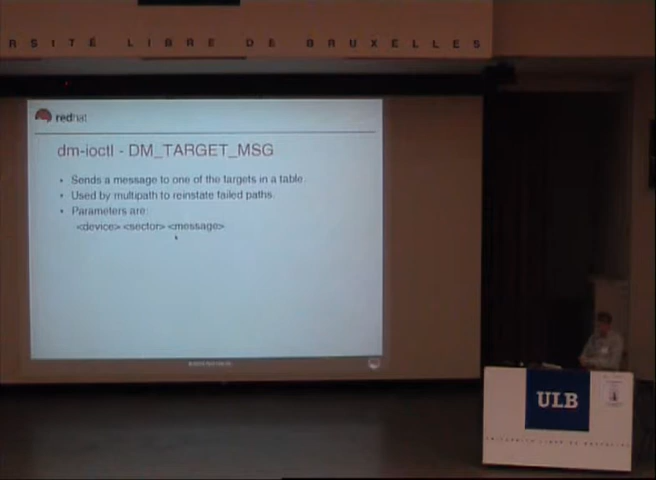 RSITÉ LIBRE DE BRUXELLES
redhat
dm-ioctl - DM_TARGET_MSG
• Sends a message to one of the targets in a table.
• Used by multipath to reinstate failed paths.
• Parameters are:
<device> <sector> <message>
ULB